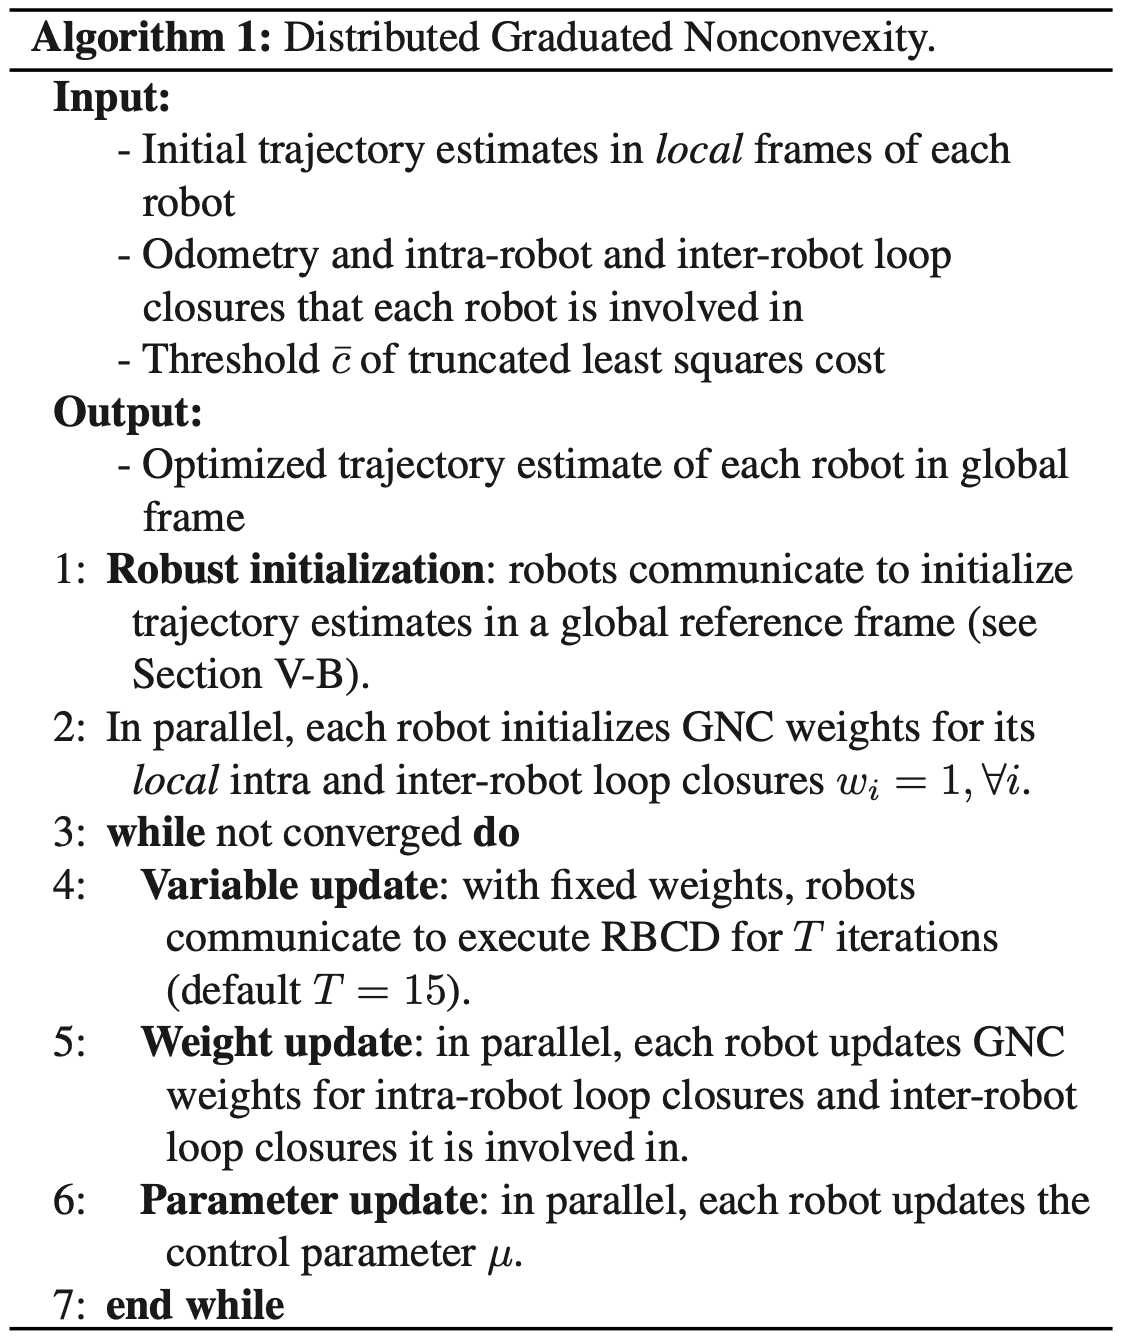 Algorithm 1: Distributed Graduated Nonconvexity.
Input:
- Initial trajectory estimates in local frames of each
robot
- Odometry and intra-robot and inter-robot loop
closures that each robot is involved in
- Threshold c̄ of truncated least squares cost
Output:
- Optimized trajectory estimate of each robot in global
frame
1: Robust initialization: robots communicate to initialize
trajectory estimates in a global reference frame (see
Section V-B).
2: In parallel, each robot initializes GNC weights for its
local intra and inter-robot loop closures wᵢ = 1, ∀i.
3: while not converged do
4: Variable update: with fixed weights, robots
communicate to execute RBCD for T iterations
(default T = 15).
5: Weight update: in parallel, each robot updates GNC
weights for intra-robot loop closures and inter-robot
loop closures it is involved in.
6: Parameter update: in parallel, each robot updates the
control parameter μ.
7: end while